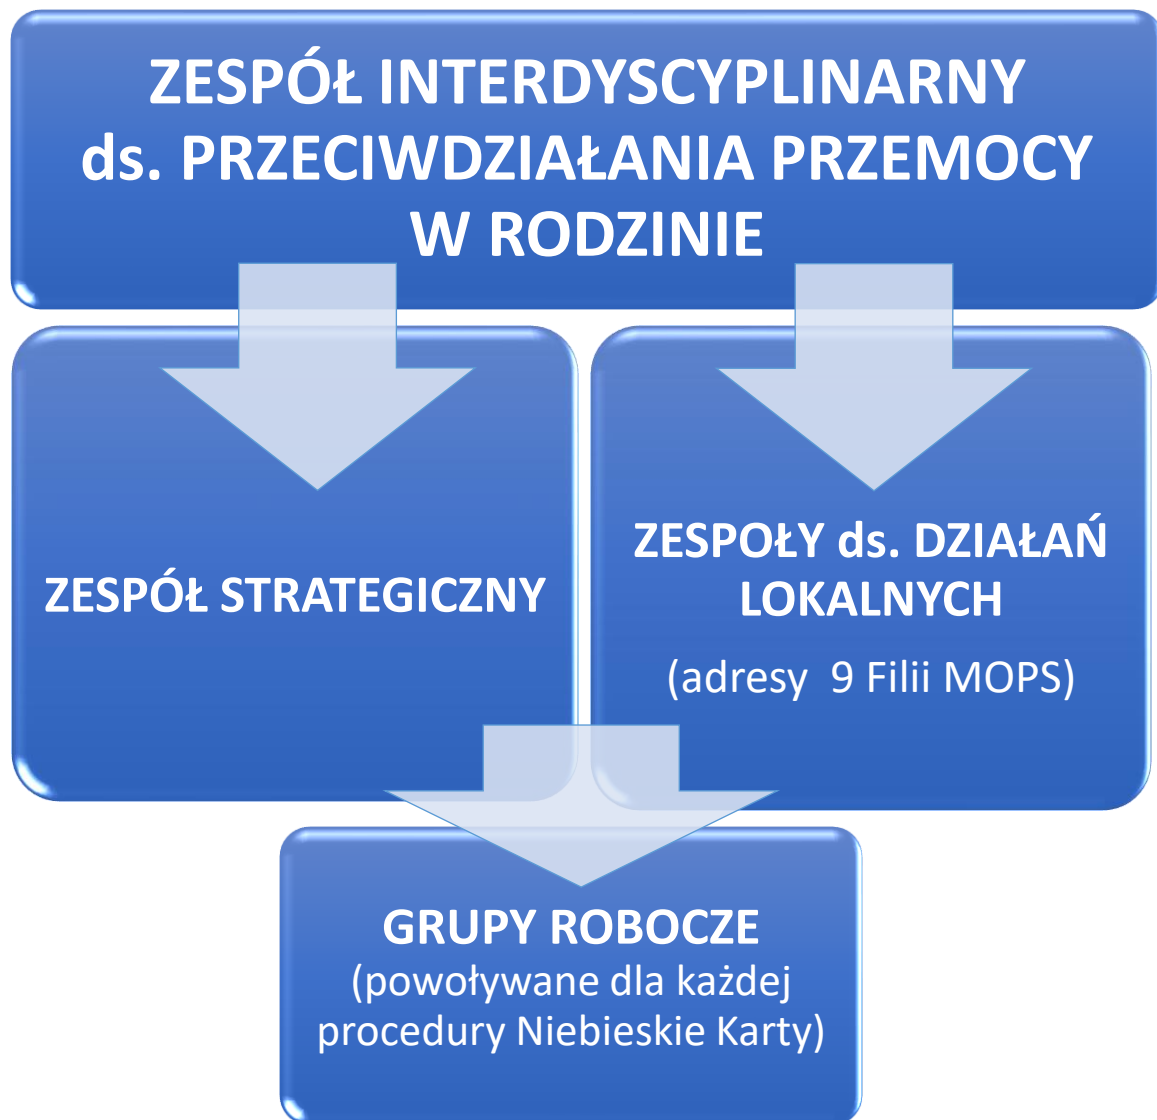 ZESPÓŁ INTERDYSCYPLINARNY
ds. PRZECIWDZIAŁANIA PRZEMOCY
W RODZINIE
ZESPÓŁ STRATEGICZNY
ZESPOŁY ds. DZIAŁAŃ
LOKALNYCH
(adresy 9 Filii MOPS)
GRUPY ROBOCZE
(powoływane dla każdej
procedury Niebieskie Karty)